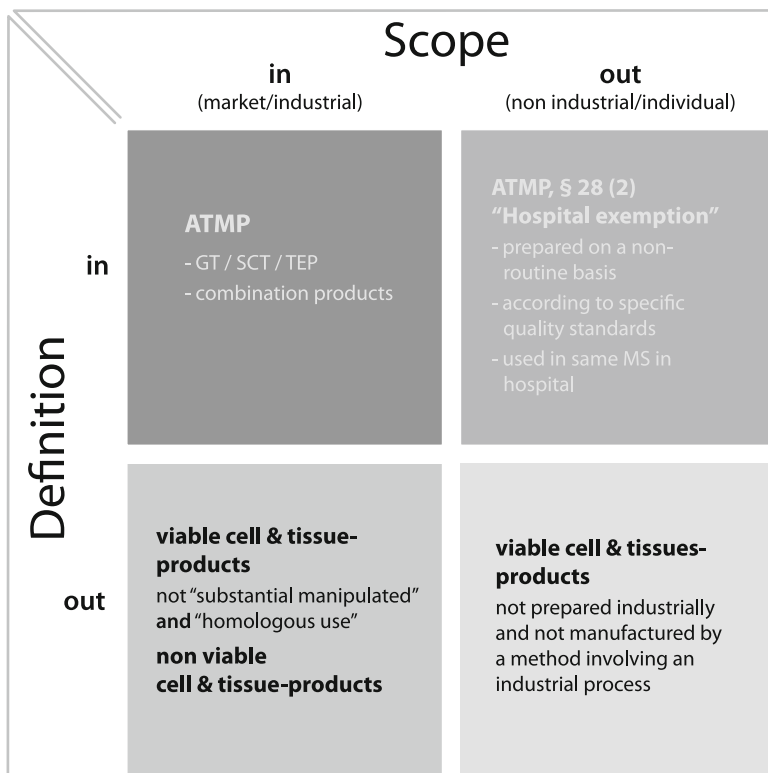 Scope
in
(market/industrial)
out
(non industrial/individual)
Definition
in
ATMP
- GT / SCT / TEP
- combination products
ATMP, § 28 (2)
“Hospital exemption”
- prepared on a non-
routine basis
- according to specific
quality standards
- used in same MS in
hospital
out
viable cell & tissue-
products
not “substantial manipulated”
and “homologous use”
non viable
cell & tissue-products
viable cell & tissues-
products
not prepared industrially
and not manufactured by
a method involving an
industrial process